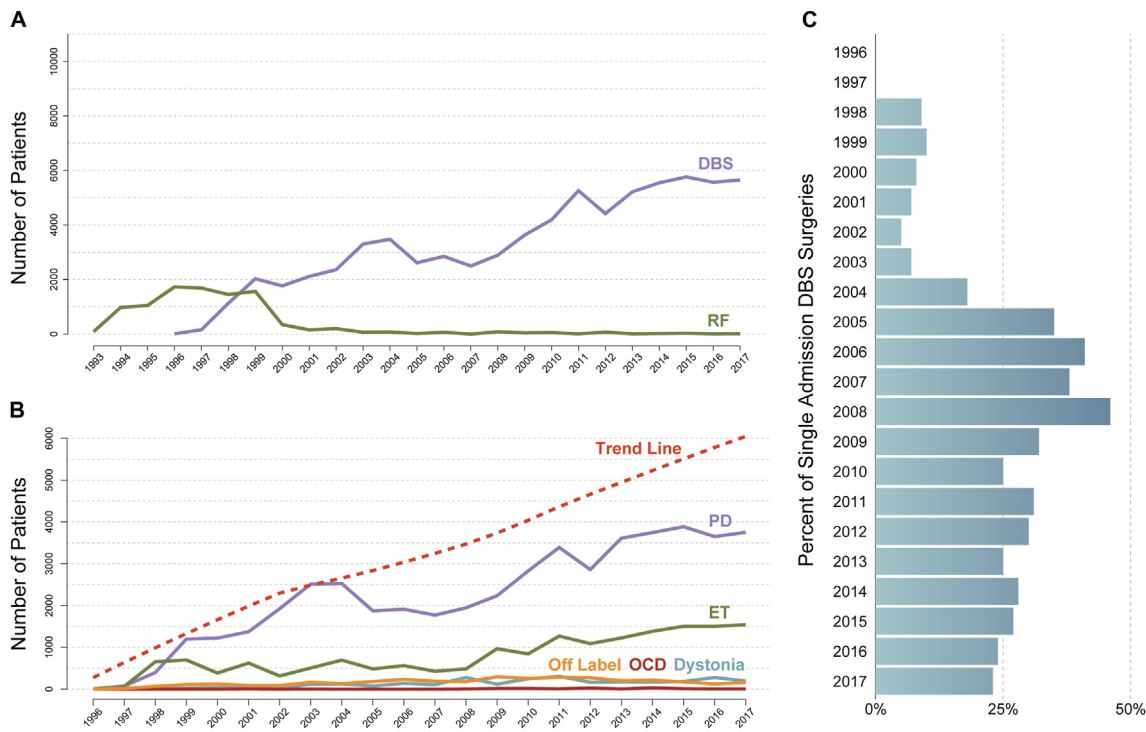 A
Number of Patients
10000
8000
6000
4000
2000
0
DBS
RF
1993 1994 1995 1996 1997 1998 1999 2000 2001 2002 2003 2004 2005 2006 2007 2008 2009 2010 2011 2012 2013 2014 2015 2016 2017
B
Number of Patients
6000
5000
4000
3000
2000
1000
0
Trend Line
PD
ET
Off Label OCD Dystonia
1996 1997 1998 1999 2000 2001 2002 2003 2004 2005 2006 2007 2008 2009 2010 2011 2012 2013 2014 2015 2016 2017
C
Percent of Single Admission DBS Surgeries
1996
1997
1998
1999
2000
2001
2002
2003
2004
2005
2006
2007
2008
2009
2010
2011
2012
2013
2014
2015
2016
2017
0% 25% 50%